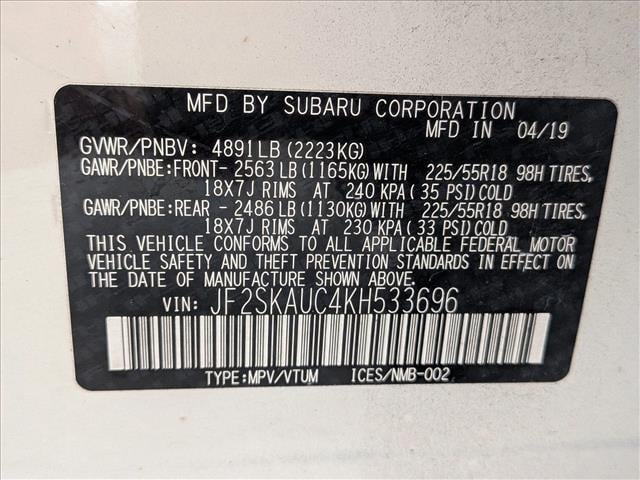 MFD BY SUBARU CORPORATION
MFD IN 04/19
GVWR/PNBV: 4891LB (2223KG)
GAWR/PNBE:FRONT- 2563LB (1165KG)WITH 225/55R18 98H TIRES,
18X7J RIMS AT 240 KPA (35 PSI) COLD
GAWR/PNBE:REAR - 2486LB (1130KG)WITH 225/55R18 98H TIRES,
18X7J RIMS AT 230 KPA (33 PSI) COLD
THIS VEHICLE CONFORMS TO ALL APPLICABLE FEDERAL MOTOR
VEHICLE SAFETY AND THEFT PREVENTION STANDARDS IN EFFECT ON
THE DATE OF MANUFACTURE SHOWN ABOVE.
VIN: JF2SKAUC4KH533696
TYPE:MPV/VTUM ICES/NMB-002